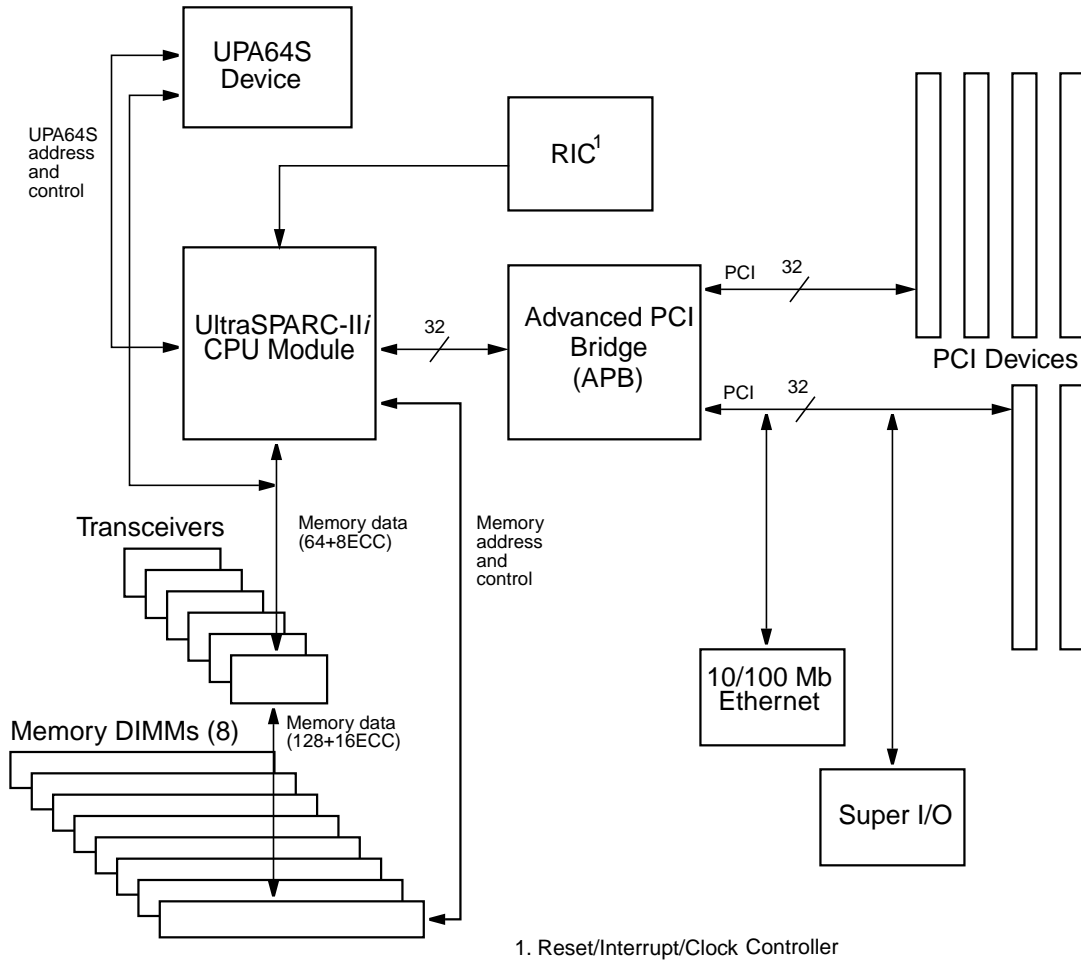 UPA64S
Device
UPA64S
address
and
control
RIC1
UltraSPARC-IIi
CPU Module
32
Advanced PCI
Bridge
(APB)
PCI
32
PCI Devices
PCI
32
Transceivers
Memory data
(64+8ECC)
Memory
address
and
control
10/100 Mb
Ethernet
Memory DIMMs (8)
Memory data
(128+16ECC)
Super I/O
1. Reset/Interrupt/Clock Controller